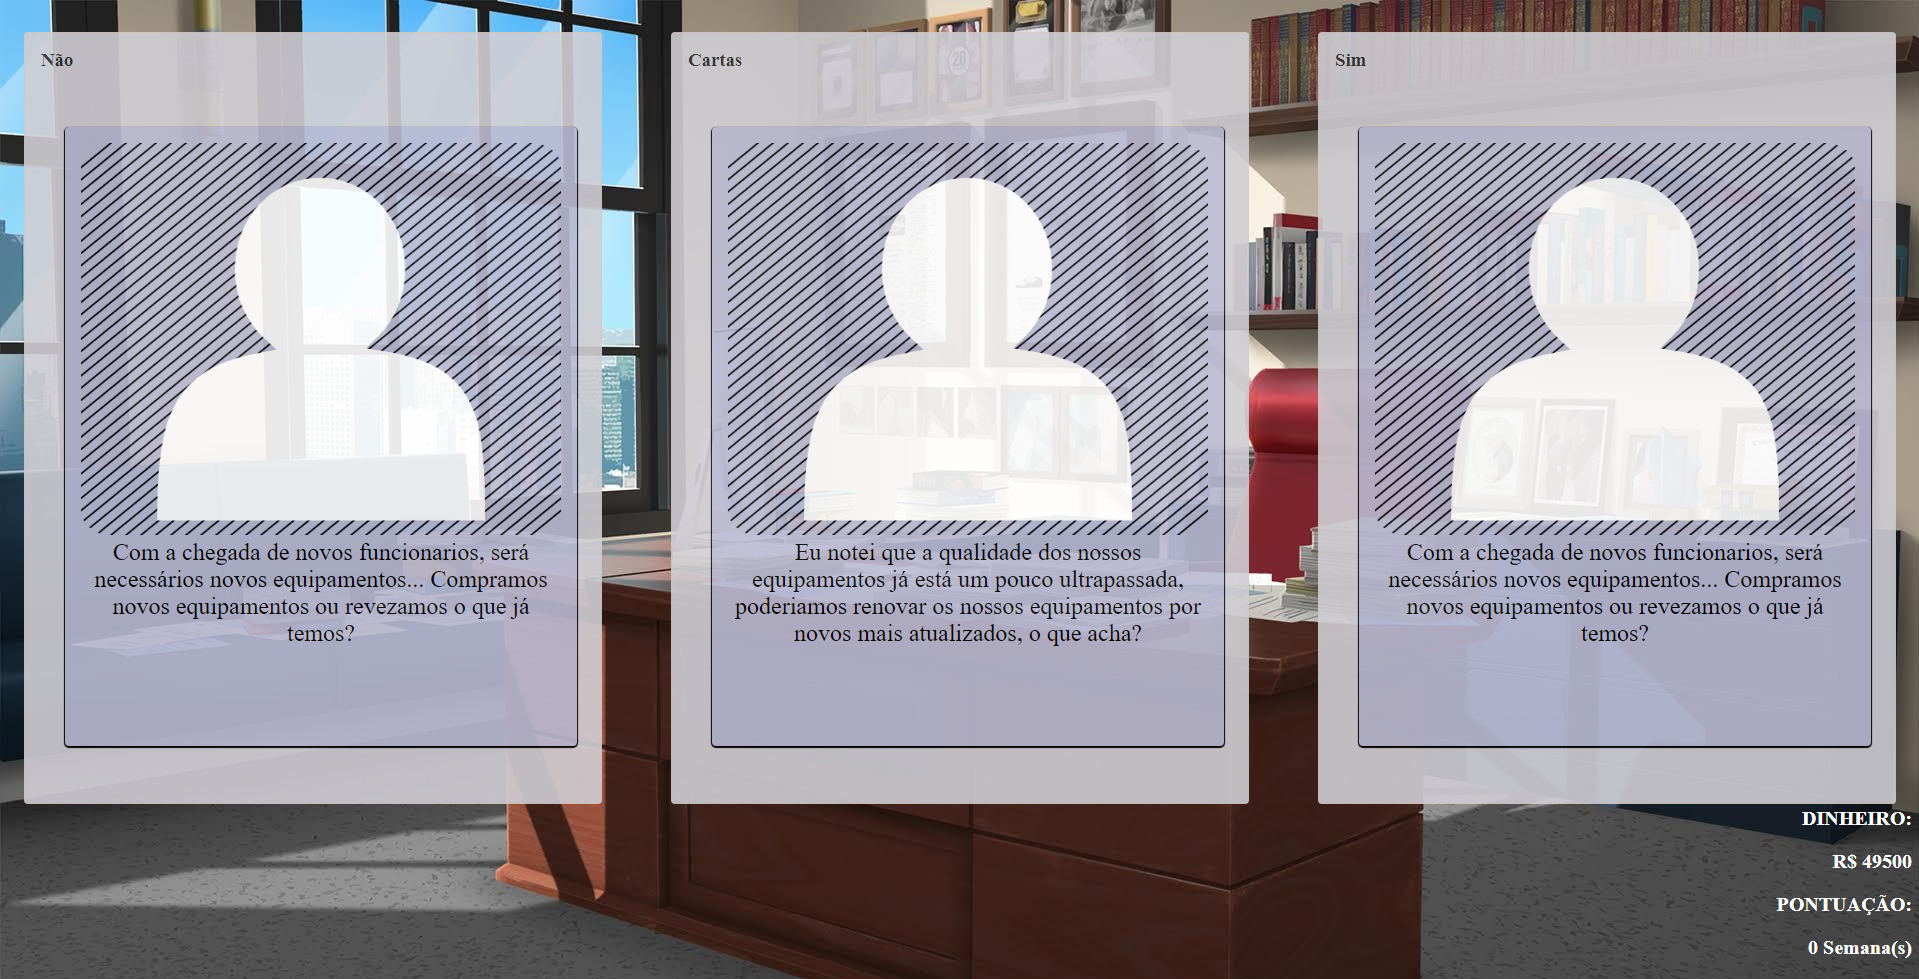 Não
Com a chegada de novos funcionarios, será
necessários novos equipamentos... Compramos
novos equipamentos ou revezamos o que já
temos?
Cartas
20
Eu notei que a qualidade dos nossos
equipamentos já está um pouco ultrapassada,
poderiamos renovar os nossos equipamentos por
novos mais atualizados, o que acha?
Sim
Com a chegada de novos funcionarios, será
necessários novos equipamentos... Compramos
novos equipamentos ou revezamos o que já
temos?
DINHEIRO:
R$ 49500
PONTUAÇÃO:
0 Semana(s)